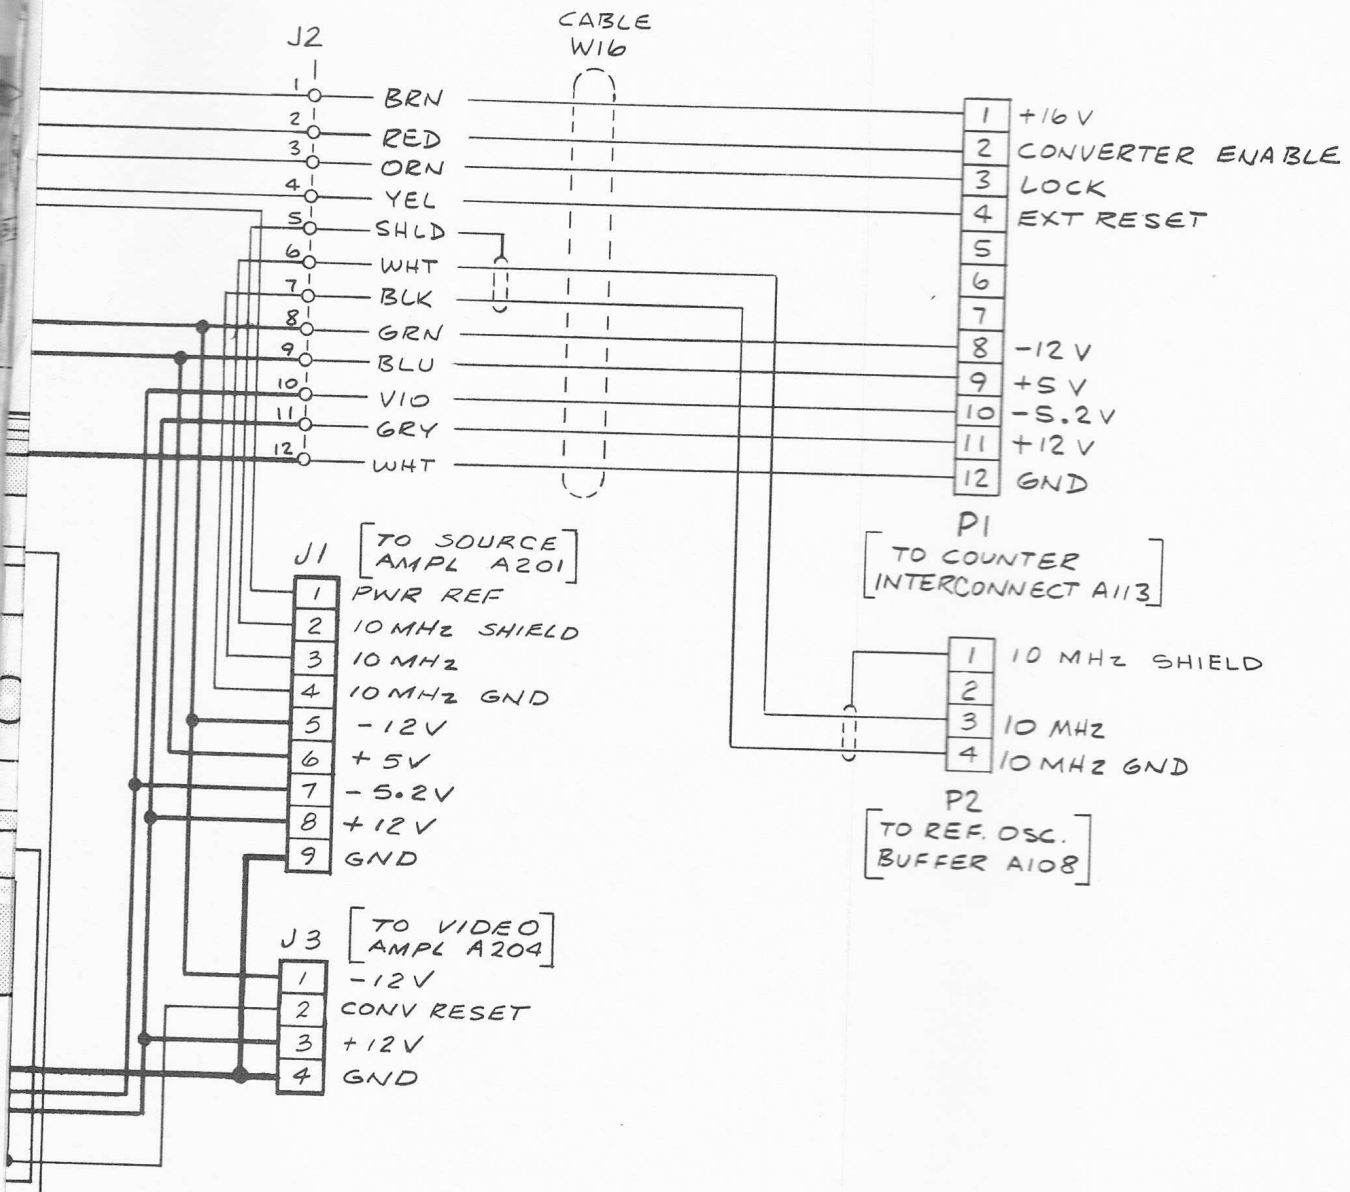 CABLE
W16
J2
1 BRN 1 +16 V
2 RED 2 CONVERTER ENABLE
3 ORN 3 LOCK
4 YEL 4 EXT RESET
5 SHLD 5
6 WHT 6
7 BLK 7
8 GRN 8 -12 V
9 BLU 9 +5 V
10 VIO 10 -5.2 V
11 GRY 11 +12 V
12 WHT 12 GND
P1
[TO COUNTER
INTERCONNECT A113]
J1
[TO SOURCE
AMPL A201]
1 PWR REF
2 10 MHz SHIELD
3 10 MHz
4 10 MHz GND
5 -12V
6 +5V
7 -5.2V
8 +12V
9 GND
1 10 MHz SHIELD
2
3 10 MHz
4 10 MHz GND
P2
[TO REF. OSC.
BUFFER A108]
J3
[TO VIDEO
AMPL A204]
1 -12V
2 CONV RESET
3 +12V
4 GND